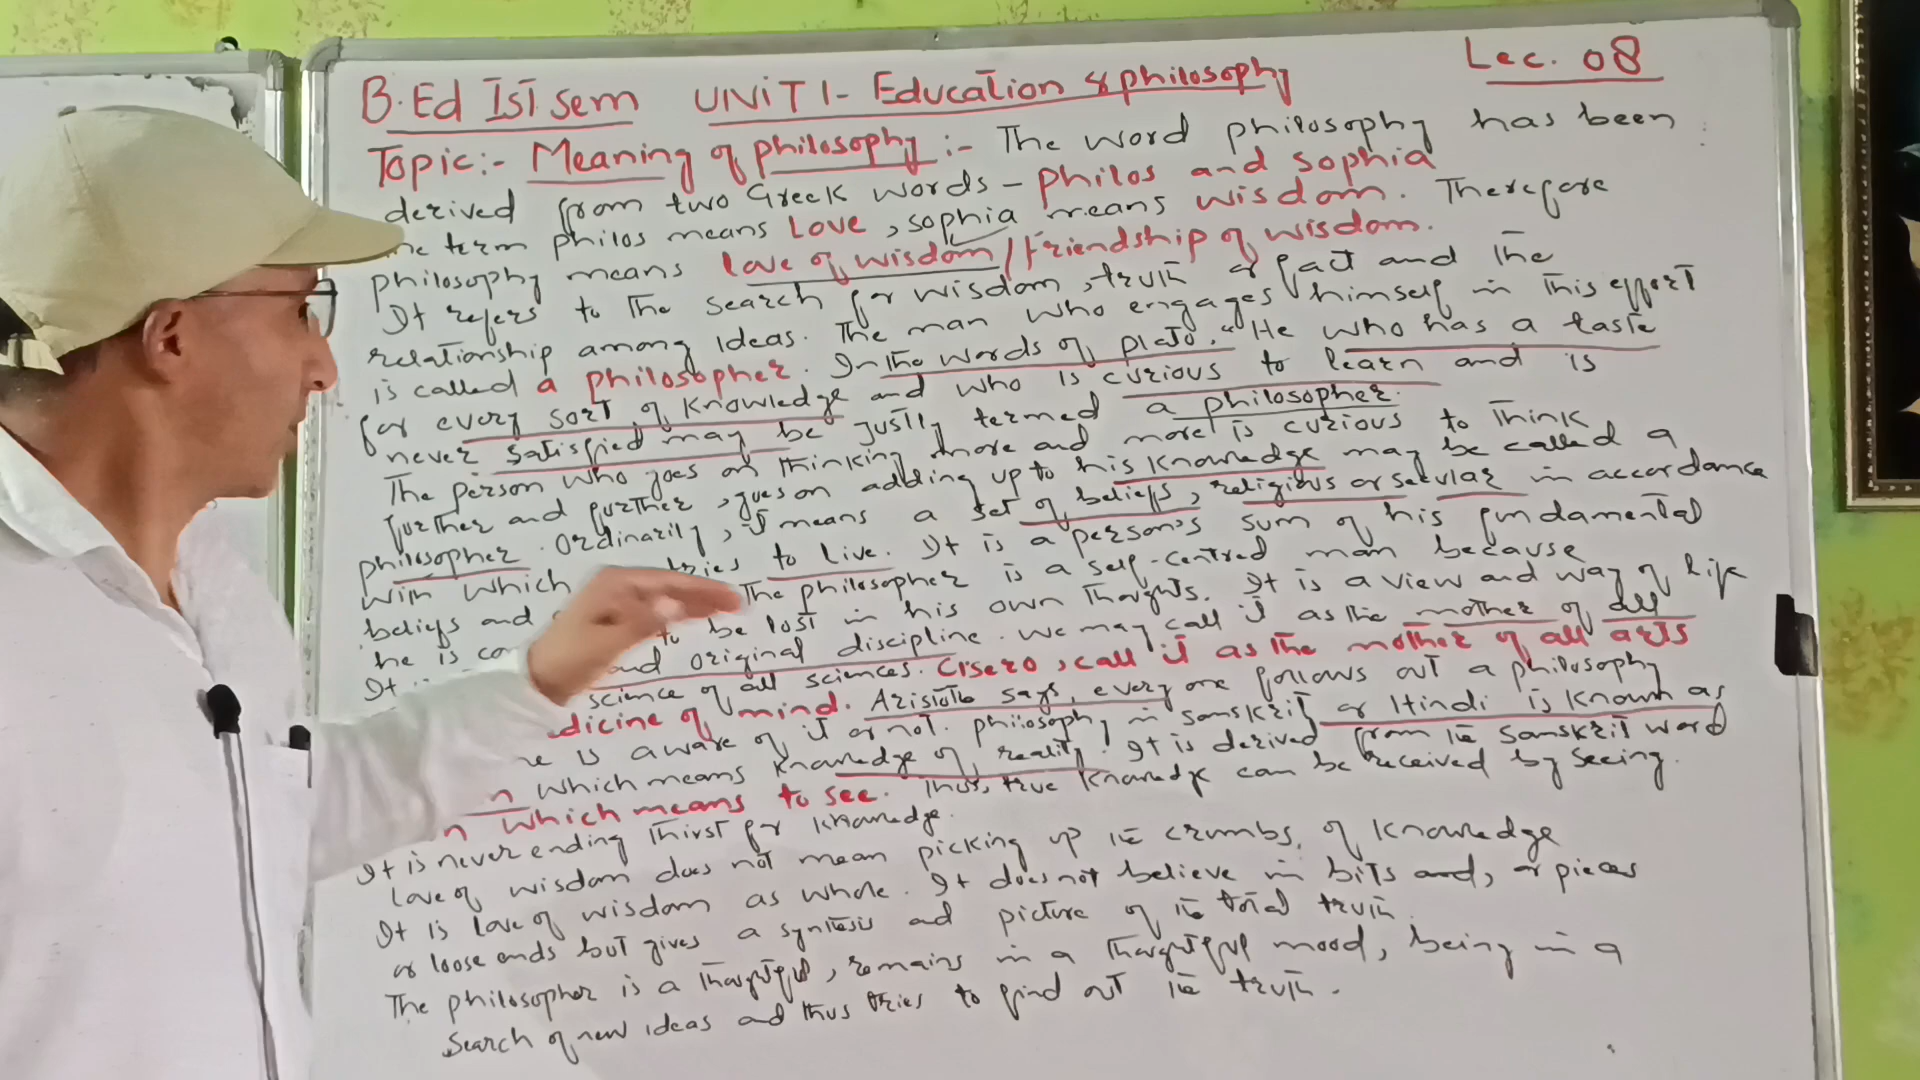 B.Ed IsT sem UNIT 1- Education & philosophy Lec. 08
Topic:- Meaning of philosophy :- The word philosophy has been
derived from two Greek words - philos and sophia
term philos means Love, sophia means wisdom. Therefore
philosophy means love of wisdom / Friendship of wisdom.
It refers to the search for wisdom, truth or fact and the
relationship among ideas. The man who engages himself in this effort
is called a philosopher. In the words of plato. "He who has a taste
for every sort of knowledge and who is curious to learn and is
never satisfied may be justly termed a philosopher.
The person who goes on thinking more and more is curious to think
further and further, goes on adding up to his knowledge may be called a
philosopher. Ordinarily, it means a set of beliefs, religious or secular in accordance
with which tries to live. It is a person's sum of his fundamental
beliefs and The philosopher is a self-centred man because
he is to be lost in his own thoughts. It is a view and way of life
It and original discipline. We may call it as the mother of all
science of all sciences. Cisero, call it as the mother of all arts
dicine of mind. Aristotle says, every one follows out a philosophy
is aware of it or not. philosophy in sanskrit or Hindi is known as
which means knowledge of reality. It is derived from the sanskrit word
which means to see. Thus, true knowledge can be received by seeing.
It is never ending thirst for knowledge.
Love of wisdom does not mean picking up the crumbs of knowledge
It is love of wisdom as whole. It does not believe in bits and, or pieces
or loose ends but gives a syntesis and picture of the total truth.
The philosopher is a thoughtful, remains in a thoughtful mood, being in a
search of new ideas and thus tries to find out the truth.